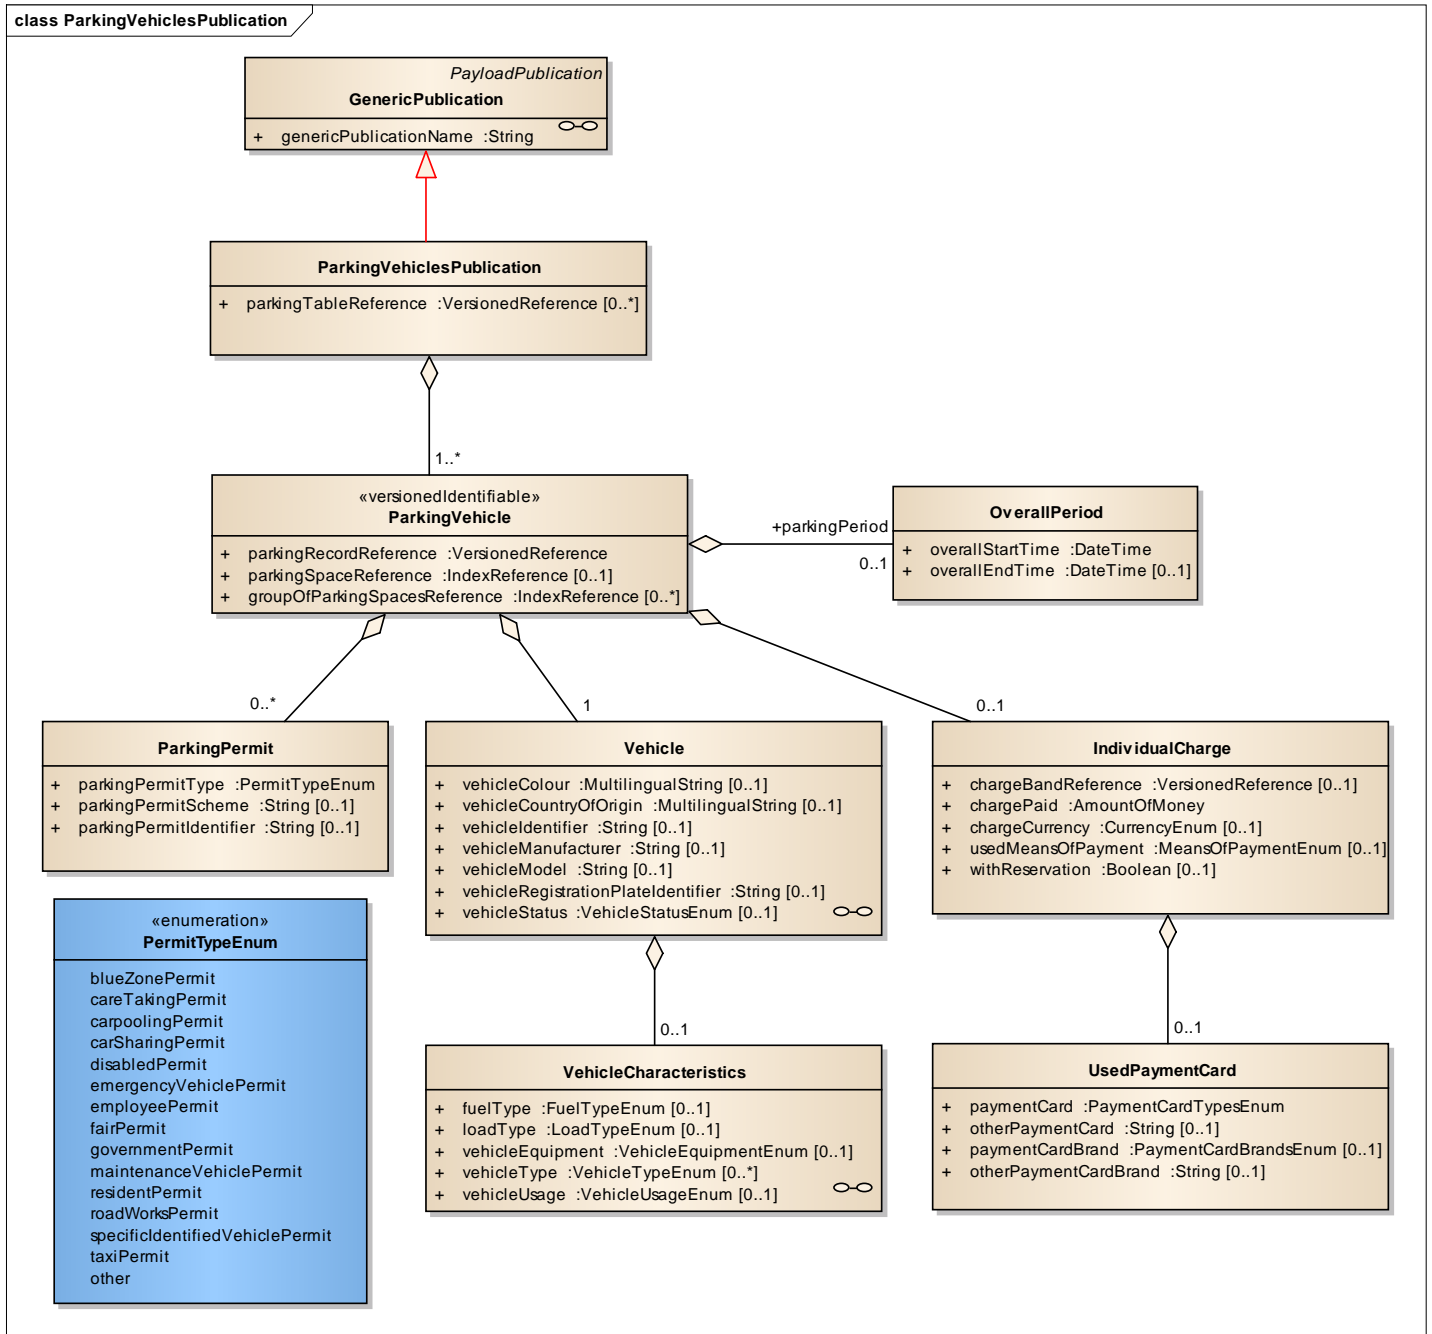 class ParkingVehiclesPublication
PayloadPublication
GenericPublication
+ genericPublicationName :String
ParkingVehiclesPublication
+ parkingTableReference :VersionedReference [0..*]
1..*
«versionedIdentifiable»
ParkingVehicle
+ parkingRecordReference :VersionedReference
+ parkingSpaceReference :IndexReference [0..1]
+ groupOfParkingSpacesReference :IndexReference [0..*]
+parkingPeriod
0..1
OverallPeriod
+ overallStartTime :DateTime
+ overallEndTime :DateTime [0..1]
0..*
1
0..1
ParkingPermit
+ parkingPermitType :PermitTypeEnum
+ parkingPermitScheme :String [0..1]
+ parkingPermitIdentifier :String [0..1]
Vehicle
+ vehicleColour :MultilingualString [0..1]
+ vehicleCountryOfOrigin :MultilingualString [0..1]
+ vehicleIdentifier :String [0..1]
+ vehicleManufacturer :String [0..1]
+ vehicleModel :String [0..1]
+ vehicleRegistrationPlateIdentifier :String [0..1]
+ vehicleStatus :VehicleStatusEnum [0..1]
IndividualCharge
+ chargeBandReference :VersionedReference [0..1]
+ chargePaid :AmountOfMoney
+ chargeCurrency :CurrencyEnum [0..1]
+ usedMeansOfPayment :MeansOfPaymentEnum [0..1]
+ withReservation :Boolean [0..1]
«enumeration»
PermitTypeEnum
blueZonePermit
careTakingPermit
carpoolingPermit
carSharingPermit
disabledPermit
emergencyVehiclePermit
employeePermit
fairPermit
governmentPermit
maintenanceVehiclePermit
residentPermit
roadWorksPermit
specificIdentifiedVehiclePermit
taxiPermit
other
0..1
VehicleCharacteristics
+ fuelType :FuelTypeEnum [0..1]
+ loadType :LoadTypeEnum [0..1]
+ vehicleEquipment :VehicleEquipmentEnum [0..1]
+ vehicleType :VehicleTypeEnum [0..*]
+ vehicleUsage :VehicleUsageEnum [0..1]
0..1
UsedPaymentCard
+ paymentCard :PaymentCardTypesEnum
+ otherPaymentCard :String [0..1]
+ paymentCardBrand :PaymentCardBrandsEnum [0..1]
+ otherPaymentCardBrand :String [0..1]